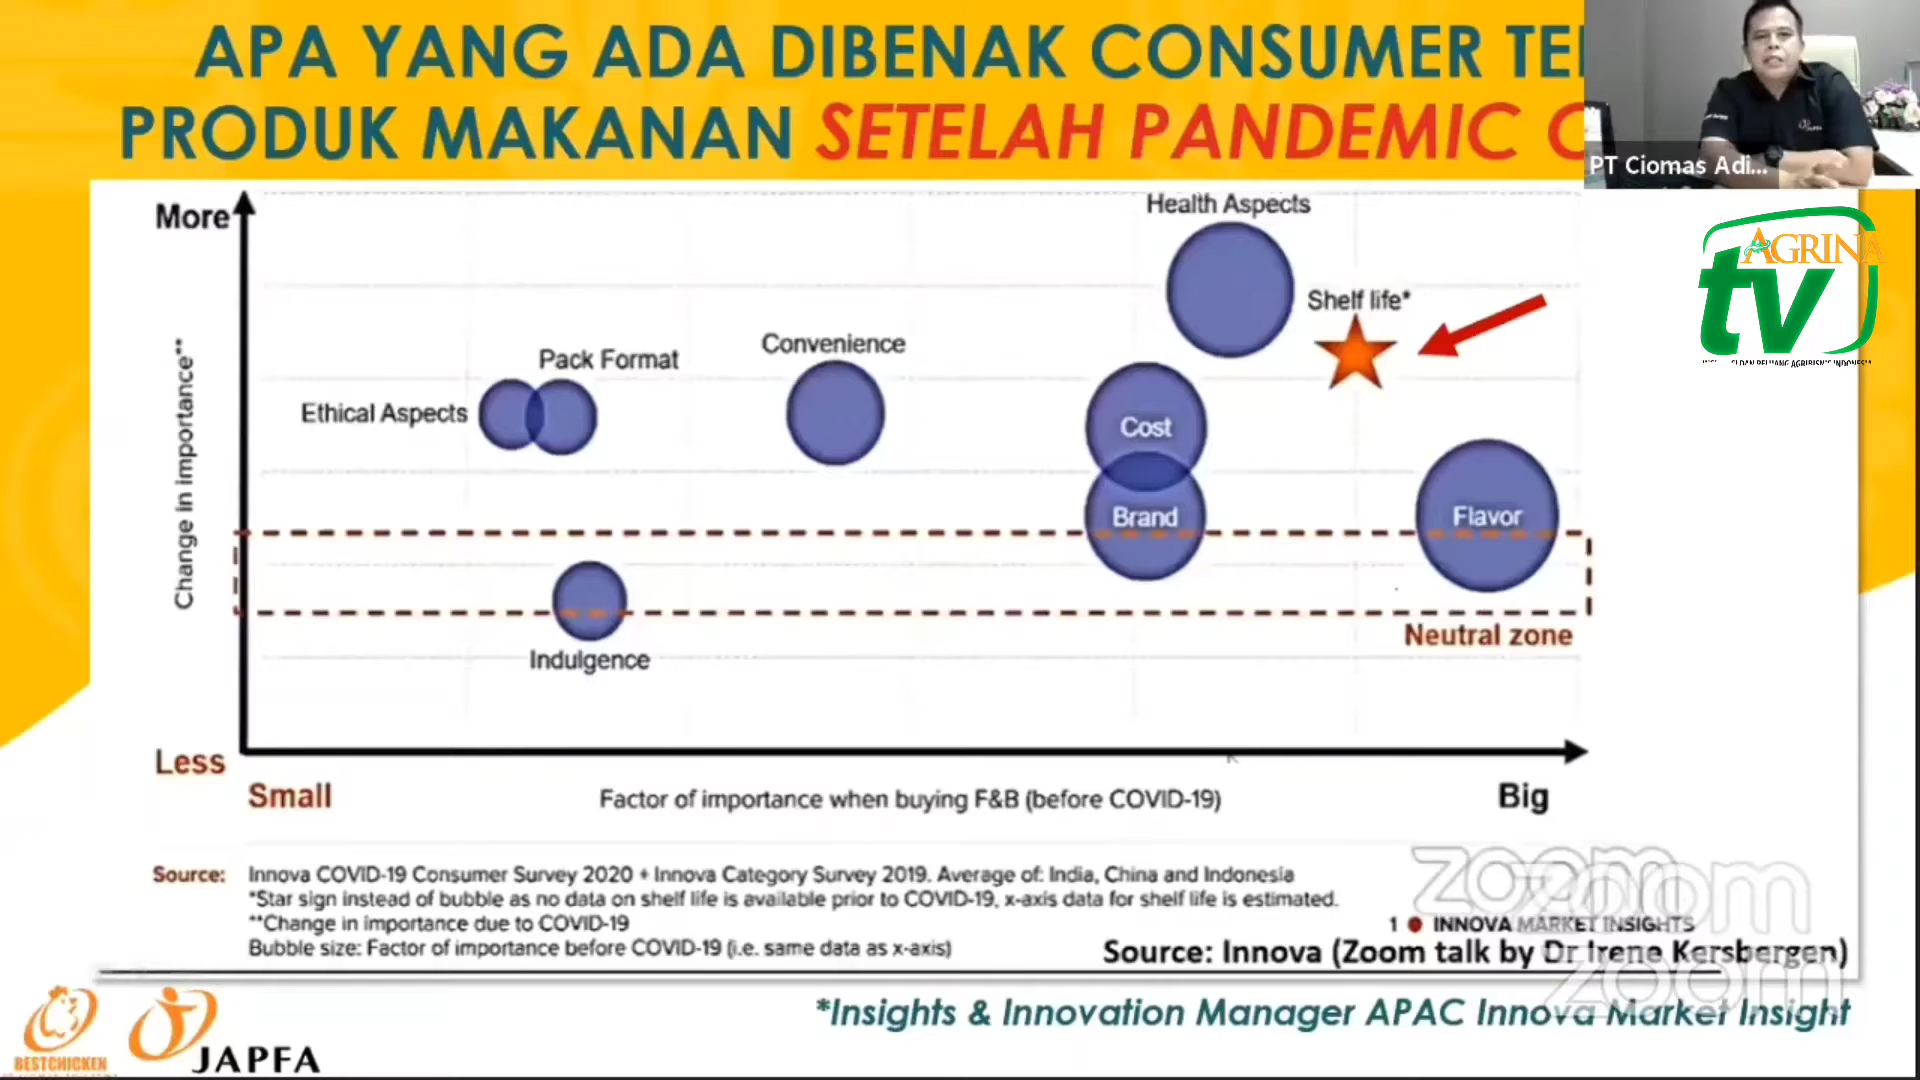 APA YANG ADA DIBENAK CONSUMER
PRODUK MAKANAN SETELAH PANDEMIC
PT Ciomas Adi...
AGRINA
tv
More
Health Aspects
Shelf life*
Convenience
Pack Format
Ethical Aspects
Cost
Brand
Flavor
Change in importance**
Neutral zone
Indulgence
Less
Small
Factor of importance when buying F&B (before COVID-19)
Big
Source: Innova COVID-19 Consumer Survey 2020 + Innova Category Survey 2019. Average of: India, China and Indonesia
*Star sign instead of bubble as no data on shelf life is available prior to COVID-19, x-axis data for shelf life is estimated.
**Change in importance due to COVID-19
1 ● INNOVA MARKET INSIGHTS
Bubble size: Factor of importance before COVID-19 (i.e. same data as x-axis)
Source: Innova (Zoom talk by Dr Irene Kersbergen)
zoom
zoom
zoom
*Insights & Innovation Manager APAC Innova Market Insight
BESTCHICKEN
JAPFA
JAPFA